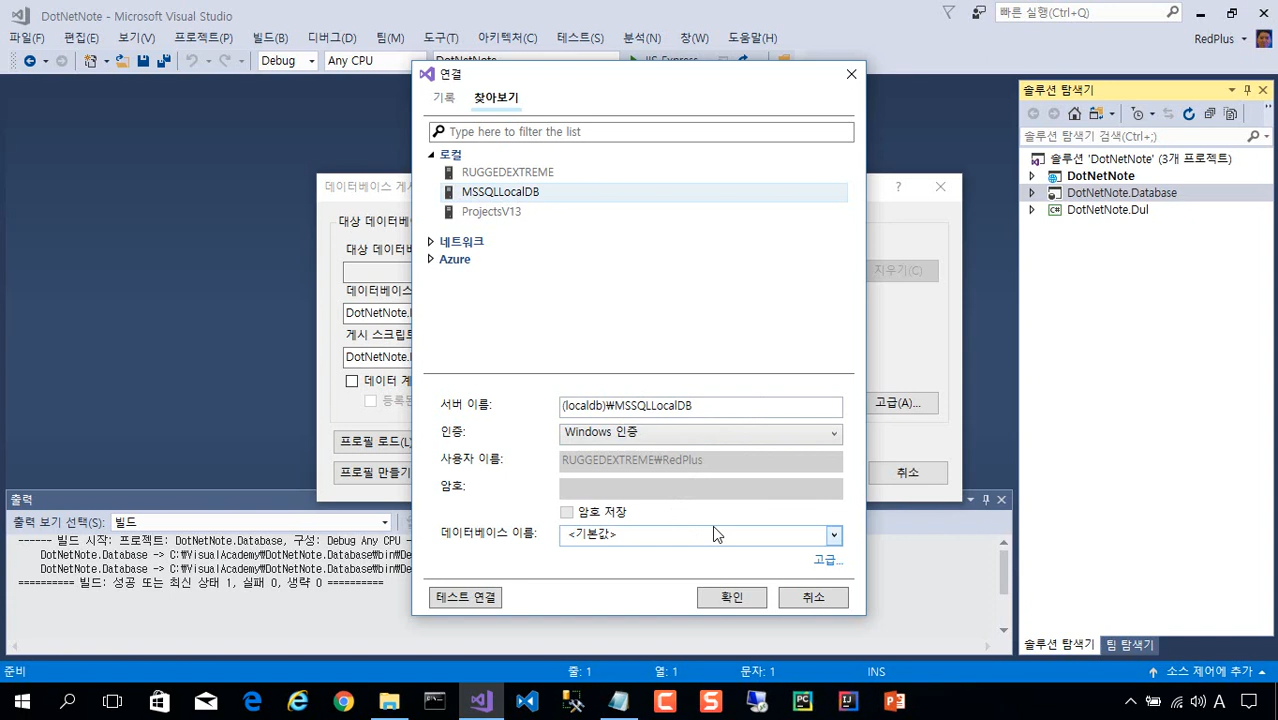 DotNetNote - Microsoft Visual Studio
빠른 실행(Ctrl+Q)
파일(F) 편집(E) 보기(V) 프로젝트(P) 빌드(B) 디버그(D) 팀(M) 도구(T) 아키텍처(C) 테스트(S) 분석(N) 창(W) 도움말(H)
RedPlus
Debug
Any CPU
DotNetNote
IIS Express
연결
기록
찾아보기
Type here to filter the list
로컬
RUGGEDEXTREME
MSSQLLocalDB
ProjectsV13
네트워크
Azure
서버 이름:
(localdb)₩MSSQLLocalDB
인증:
Windows 인증
사용자 이름:
RUGGEDEXTREME₩RedPlus
암호:
암호 저장
데이터베이스 이름:
<기본값>
고급...
테스트 연결
확인
취소
데이터베이스 게시
대상 데이터베
대상 데이터베
지우기(C)
데이터베이스
DotNetNote.
게시 스크립트
DotNetNote.
데이터 계
등록된
고급(A)...
프로필 로드(L)
프로필 만들기
취소
솔루션 탐색기
솔루션 탐색기 검색(Ctrl+;)
솔루션 'DotNetNote' (3개 프로젝트)
DotNetNote
DotNetNote.Database
DotNetNote.Dul
출력
출력 보기 선택(S):
빌드
------ 빌드 시작: 프로젝트: DotNetNote.Database, 구성: Debug Any CPU
DotNetNote.Database -> C:₩VisualAcademy₩DotNetNote.Database₩bin₩De
DotNetNote.Database -> C:₩VisualAcademy₩DotNetNote.Database₩bin₩De
========== 빌드: 성공 또는 최신 상태 1, 실패 0, 생략 0 ==========
솔루션 탐색기
팀 탐색기
준비
줄: 1
열: 1
문자: 1
INS
소스 제어에 추가
A